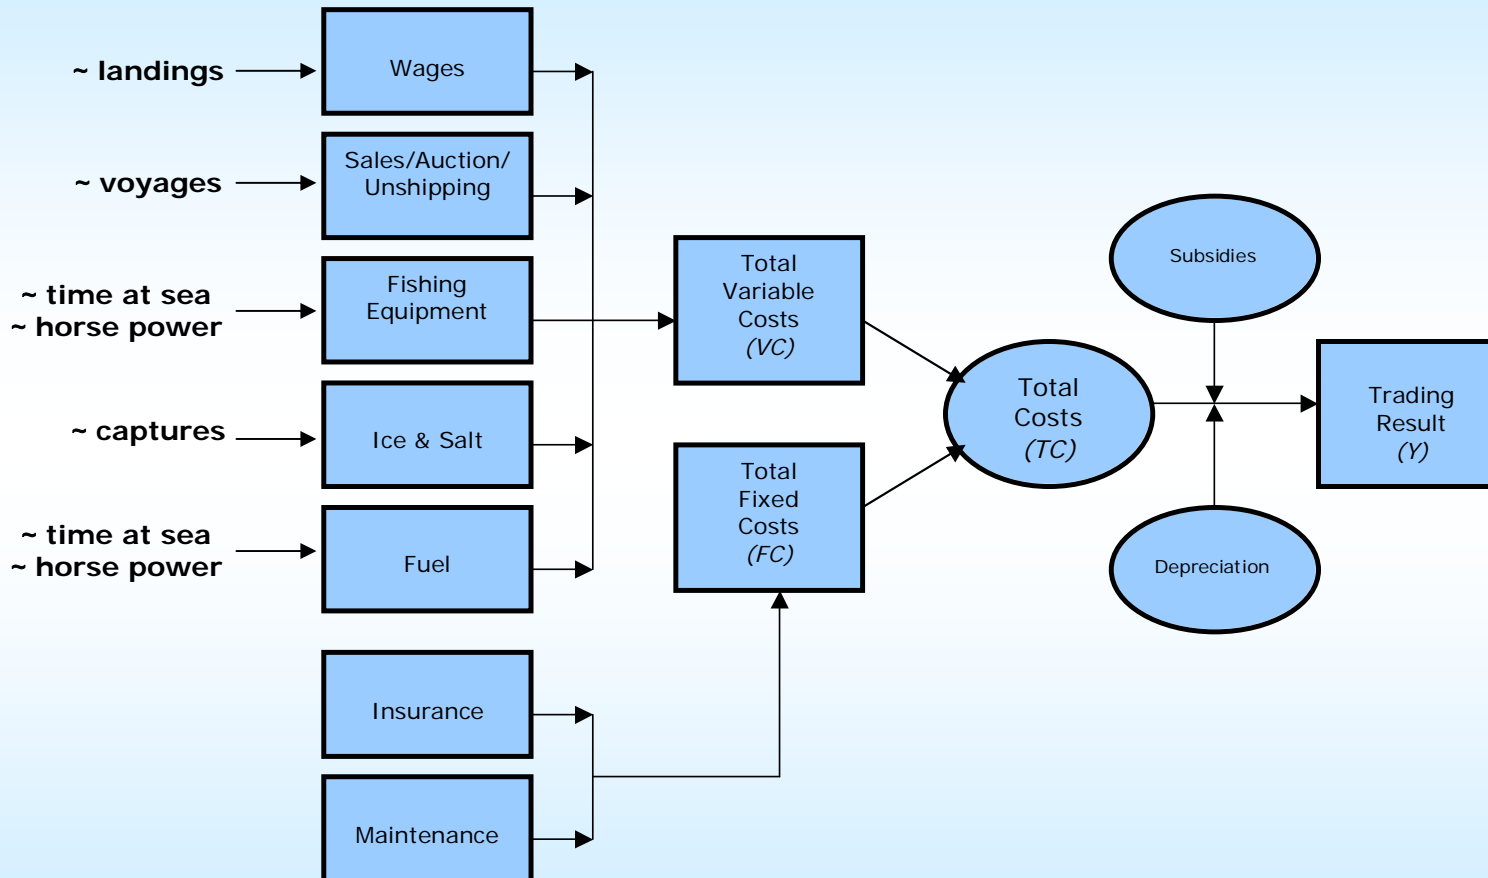 ~ landings
Wages
~ voyages
Sales/Auction/
Unshipping
~ time at sea
~ horse power
Fishing
Equipment
~ captures
Ice & Salt
~ time at sea
~ horse power
Fuel
Insurance
Maintenance
Total
Variable
Costs
(VC)
Total
Fixed
Costs
(FC)
Total
Costs
(TC)
Subsidies
Depreciation
Trading
Result
(Y)